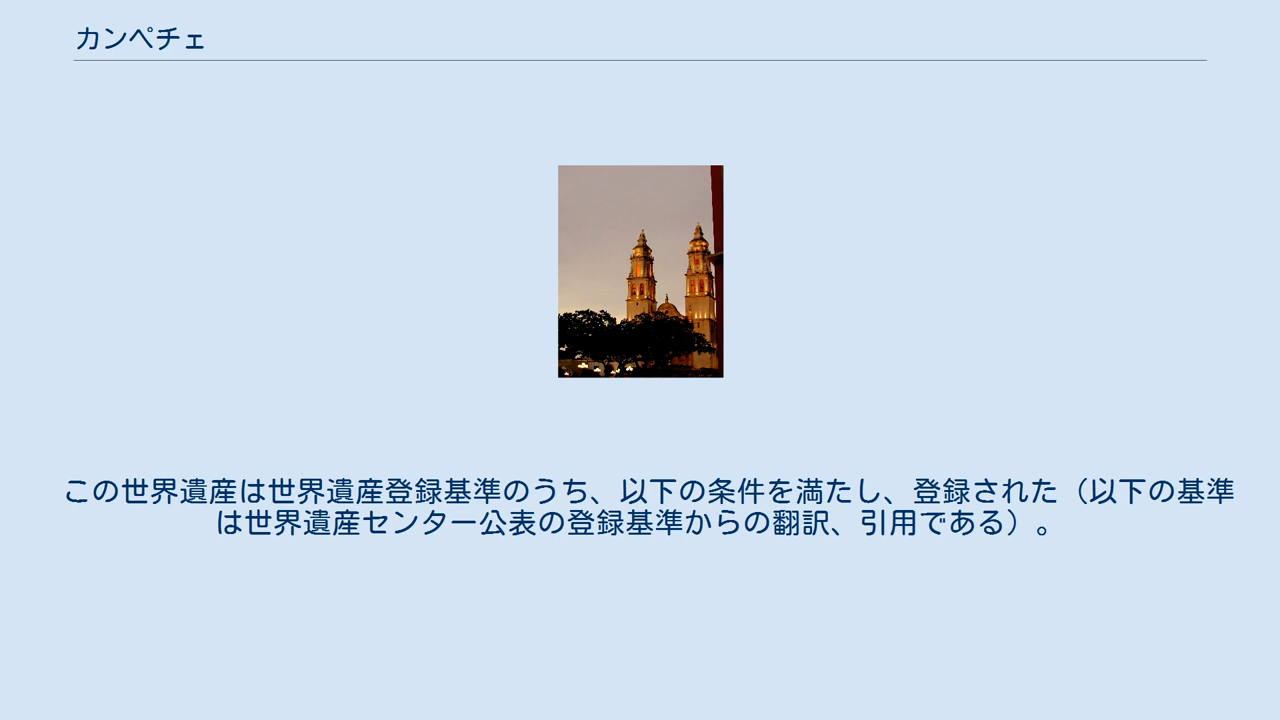 カンペチェ
この世界遺産は世界遺産登録基準のうち、以下の条件を満たし、登録された（以下の基準
は世界遺産センター公表の登録基準からの翻訳、引用である）。